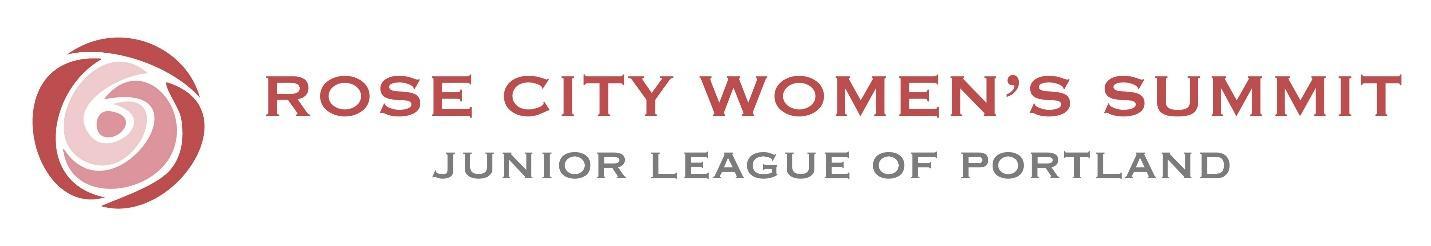 ROSE CITY WOMEN'S SUMMIT
JUNIOR LEAGUE OF PORTLAND